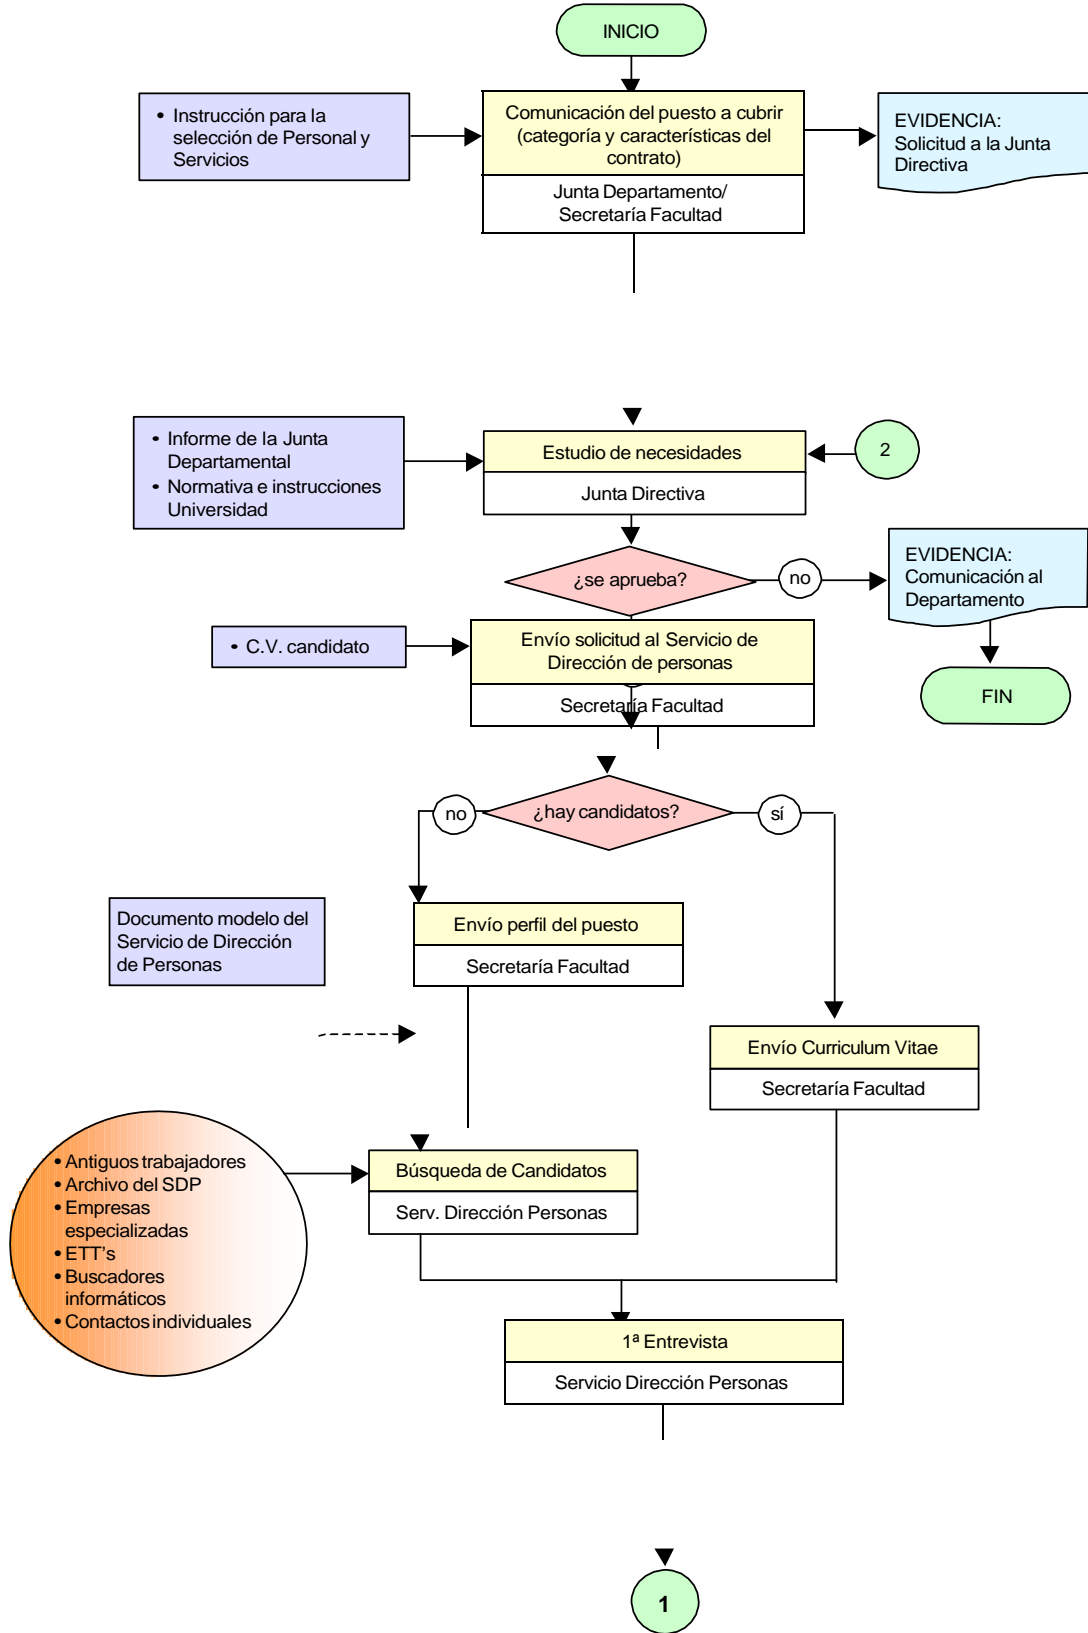 INICIO
• Instrucción para la
selección de Personal y
Servicios
Comunicación del puesto a cubrir
(categoría y características del
contrato)
Junta Departamento/
Secretaría Facultad
EVIDENCIA:
Solicitud a la Junta
Directiva
• Informe de la Junta
Departamental
• Normativa e instrucciones
Universidad
Estudio de necesidades
Junta Directiva
2
¿se aprueba?
no
EVIDENCIA:
Comunicación al
Departamento
FIN
• C.V. candidato
Envío solicitud al Servicio de
Dirección de personas
Secretaría Facultad
¿hay candidatos?
no
sí
Documento modelo del
Servicio de Dirección
de Personas
Envío perfil del puesto
Secretaría Facultad
Envío Curriculum Vitae
Secretaría Facultad
• Antiguos trabajadores
• Archivo del SDP
• Empresas
especializadas
• ETT's
• Buscadores
informáticos
• Contactos individuales
Búsqueda de Candidatos
Serv. Dirección Personas
1ª Entrevista
Servicio Dirección Personas
1